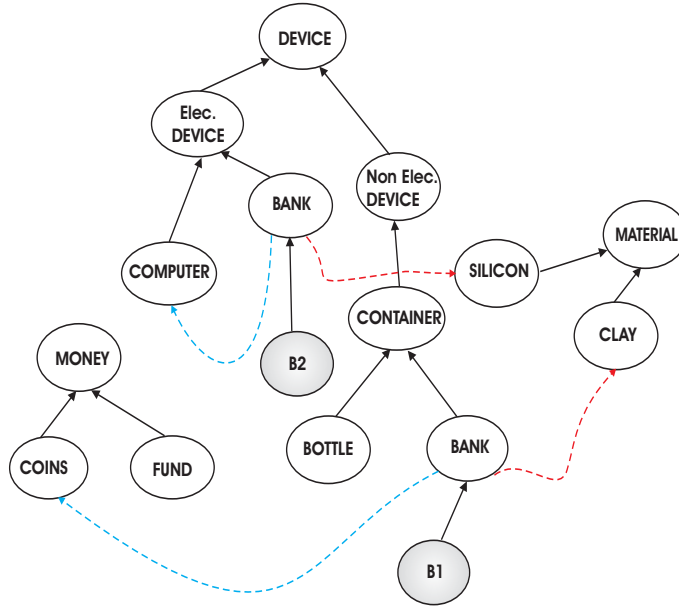 DEVICE
Elec.
DEVICE
Non Elec.
DEVICE
BANK
MATERIAL
COMPUTER
SILICON
CONTAINER
CLAY
MONEY
B2
BOTTLE
BANK
COINS
FUND
B1